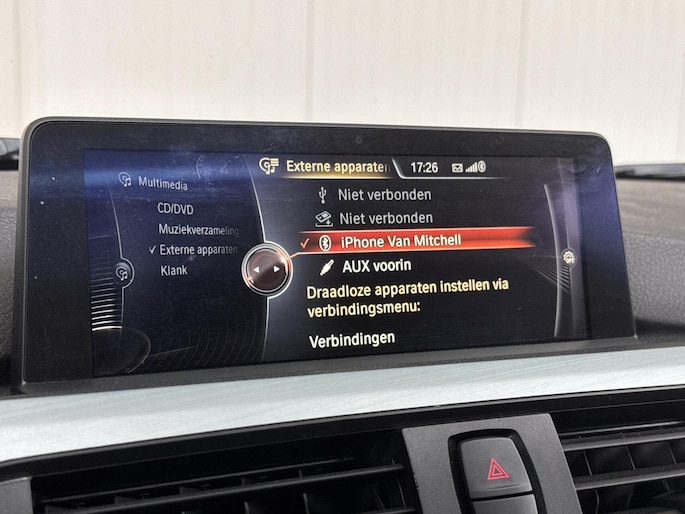 Multimedia
CD/DVD
Muziekverzameling
Externe apparaten
Klank
Externe apparaten
17:26
Niet verbonden
Niet verbonden
iPhone Van Mitchell
AUX voorin
Draadloze apparaten instellen via
verbindingsmenu:
Verbindingen
OFF